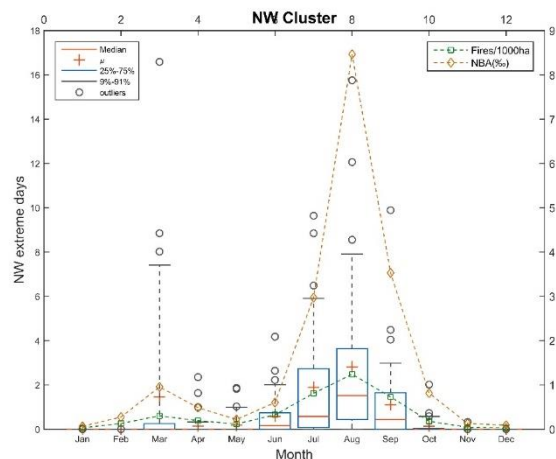 NW Cluster
0 2 4 6 8 10 12
Median
μ
25%-75%
9%-91%
outliers
Fires/1000ha
NBA(‰)
18
16
14
12
10
8
6
4
2
0
NW extreme days
9
8
7
6
5
4
3
2
1
0
Jan Feb Mar Apr May Jun Jul Aug Sep Oct Nov Dec
Month